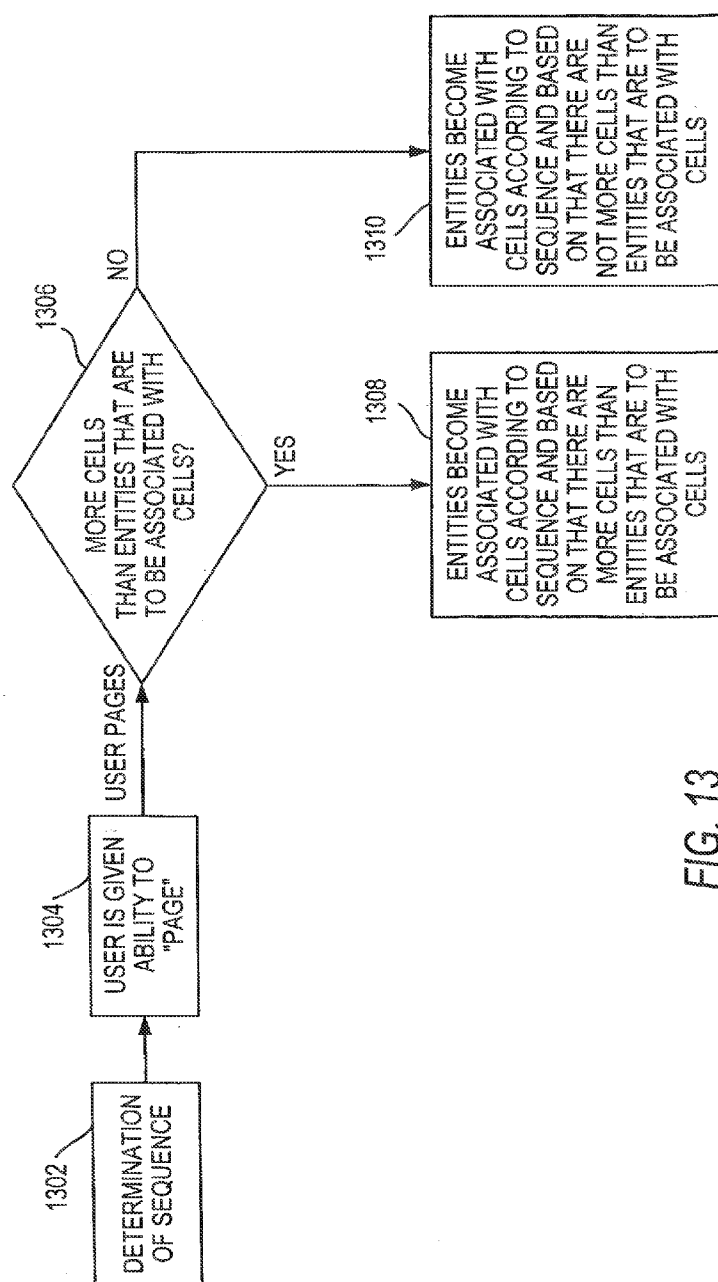 1302
DETERMINATION
OF SEQUENCE
1304
USER IS GIVEN
ABILITY TO
"PAGE"
USER PAGES
1306
MORE CELLS
THAN ENTITIES THAT ARE
TO BE ASSOCIATED WITH
CELLS?
YES
NO
1308
ENTITIES BECOME
ASSOCIATED WITH
CELLS ACCORDING TO
SEQUENCE AND BASED
ON THAT THERE ARE
MORE CELLS THAN
ENTITIES THAT ARE TO
BE ASSOCIATED WITH
CELLS
1310
ENTITIES BECOME
ASSOCIATED WITH
CELLS ACCORDING TO
SEQUENCE AND BASED
ON THAT THERE ARE
NOT MORE CELLS THAN
ENTITIES THAT ARE TO
BE ASSOCIATED WITH
CELLS
FIG. 13